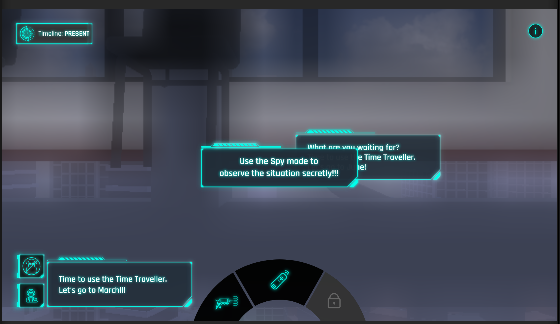 Timeline: PRESENT
i
What are you waiting for?
e Time Traveller.
Use the Spy mode to
observe the situation secretly!!!
Time to use the Time Traveller.
Let's go to March!!!